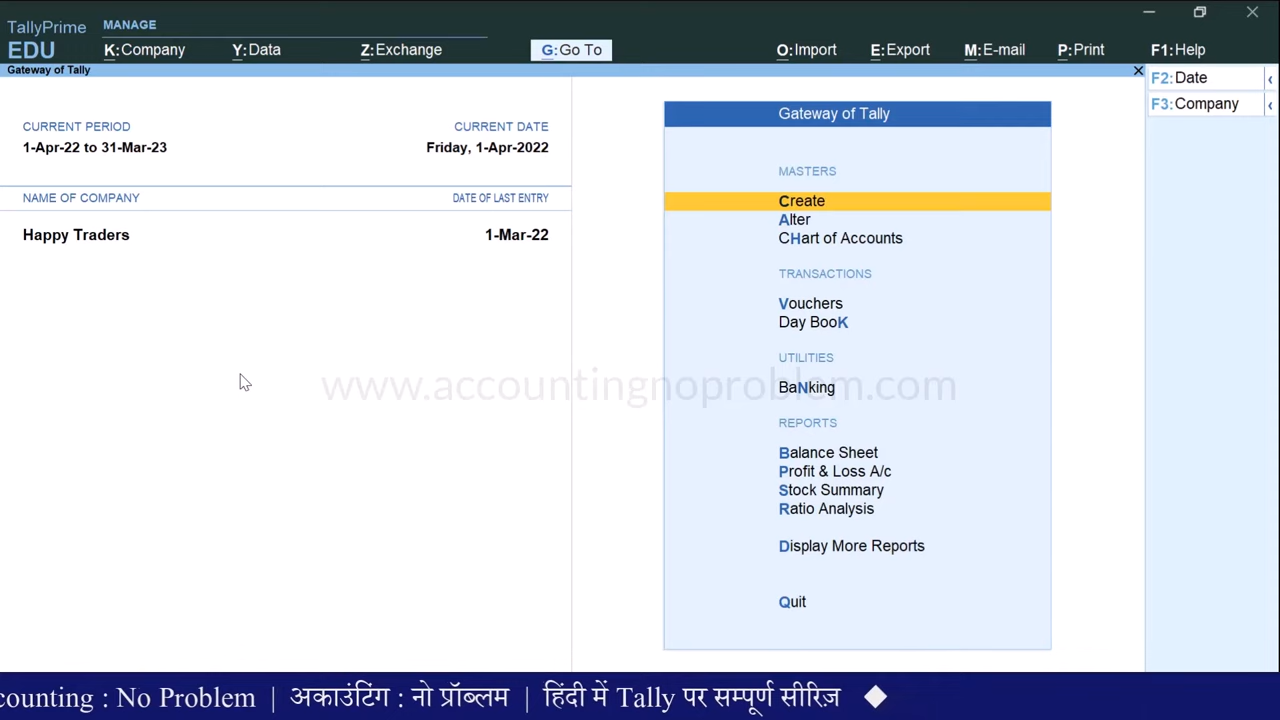 TallyPrime MANAGE
EDU K:Company Y:Data Z:Exchange G:Go To O:Import E:Export M:E-mail P:Print F1:Help
Gateway of Tally
F2:Date
F3:Company
CURRENT PERIOD CURRENT DATE
1-Apr-22 to 31-Mar-23 Friday, 1-Apr-2022
NAME OF COMPANY DATE OF LAST ENTRY
Happy Traders 1-Mar-22
Gateway of Tally
MASTERS
Create
Alter
CHart of Accounts
TRANSACTIONS
Vouchers
Day BooK
UTILITIES
BaNking
REPORTS
Balance Sheet
Profit & Loss A/c
Stock Summary
Ratio Analysis
Display More Reports
Quit
www.accountingnoproblem.com
counting : No Problem | अकाउंटिंग : नो प्रॉब्लम | हिंदी में Tally पर सम्पूर्ण सीरिज़